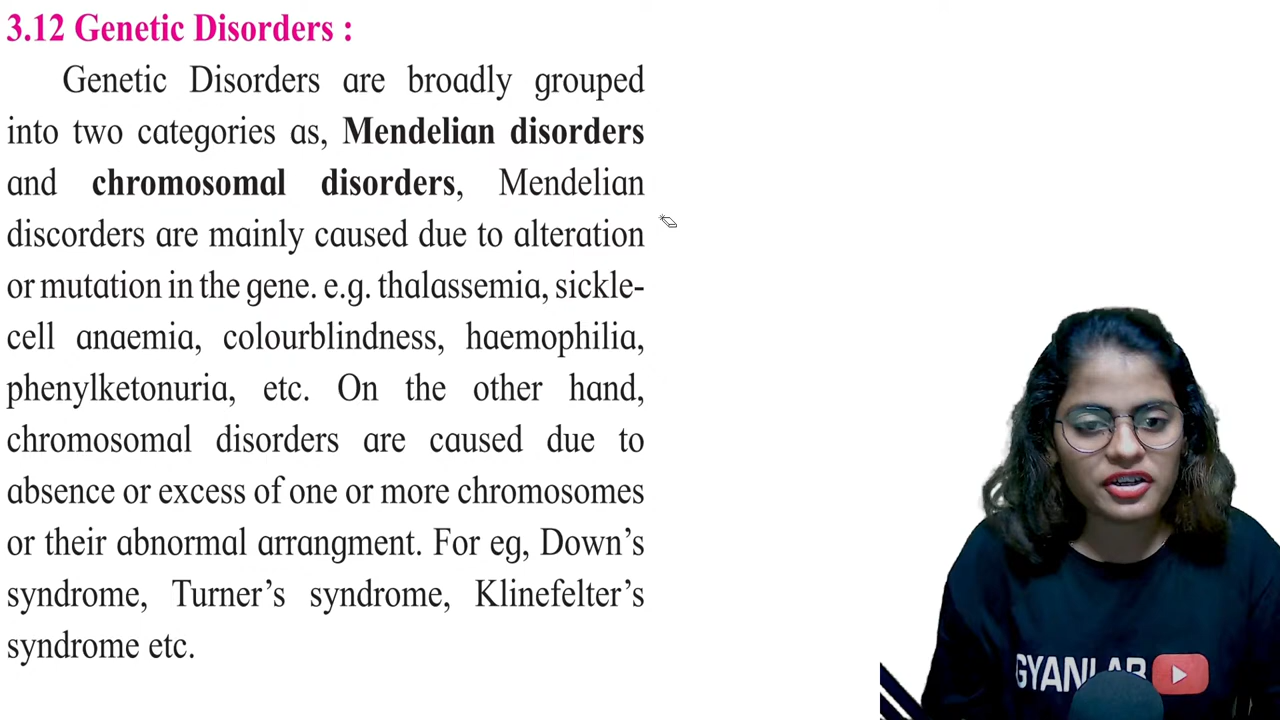 3.12 Genetic Disorders :
Genetic Disorders are broadly grouped
into two categories as, Mendelian disorders
and chromosomal disorders, Mendelian
discorders are mainly caused due to alteration
or mutation in the gene. e.g. thalassemia, sickle-
cell anaemia, colourblindness, haemophilia,
phenylketonuria, etc. On the other hand,
chromosomal disorders are caused due to
absence or excess of one or more chromosomes
or their abnormal arrangment. For eg, Down’s
syndrome, Turner’s syndrome, Klinefelter’s
syndrome etc.
GYANLAB